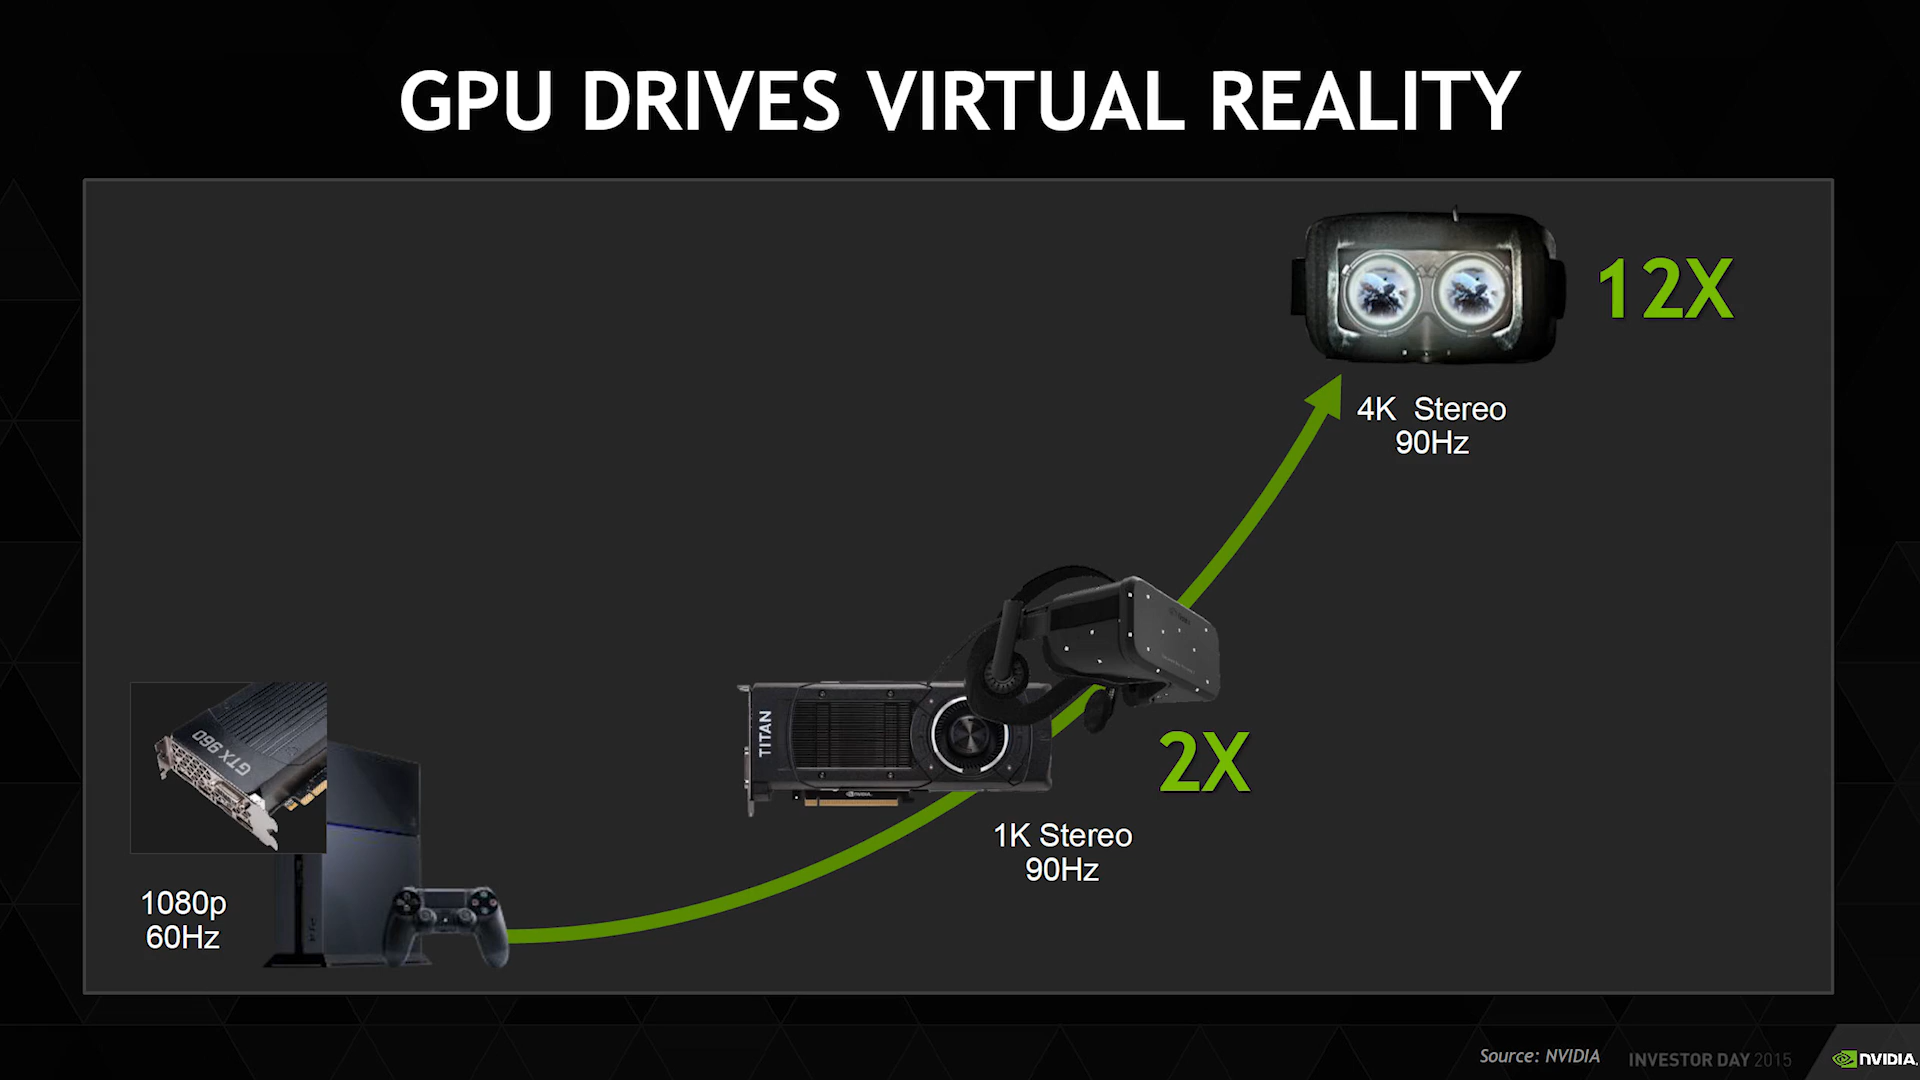 GPU DRIVES VIRTUAL REALITY
12X
4K Stereo
90Hz
GTX 960
TITAN
NVIDIA
2X
1K Stereo
90Hz
1080p
60Hz
Source: NVIDIA
INVESTOR DAY 2015
NVIDIA.